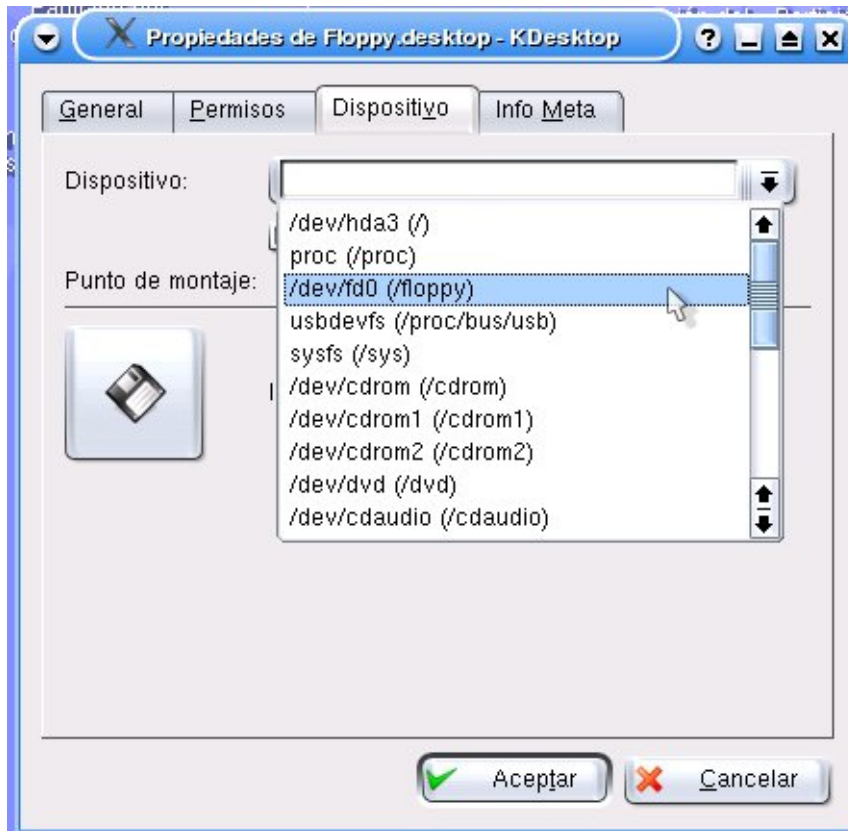 Propiedades de Floppy.desktop - KDesktop
General Permisos Dispositivo Info Meta
Dispositivo:
/dev/hda3 (/)
proc (/proc)
Punto de montaje:
/dev/fd0 (/floppy)
usbdevfs (/proc/bus/usb)
sysfs (/sys)
/dev/cdrom (/cdrom)
/dev/cdrom1 (/cdrom1)
/dev/cdrom2 (/cdrom2)
/dev/dvd (/dvd)
/dev/cdaudio (/cdaudio)
Aceptar Cancelar